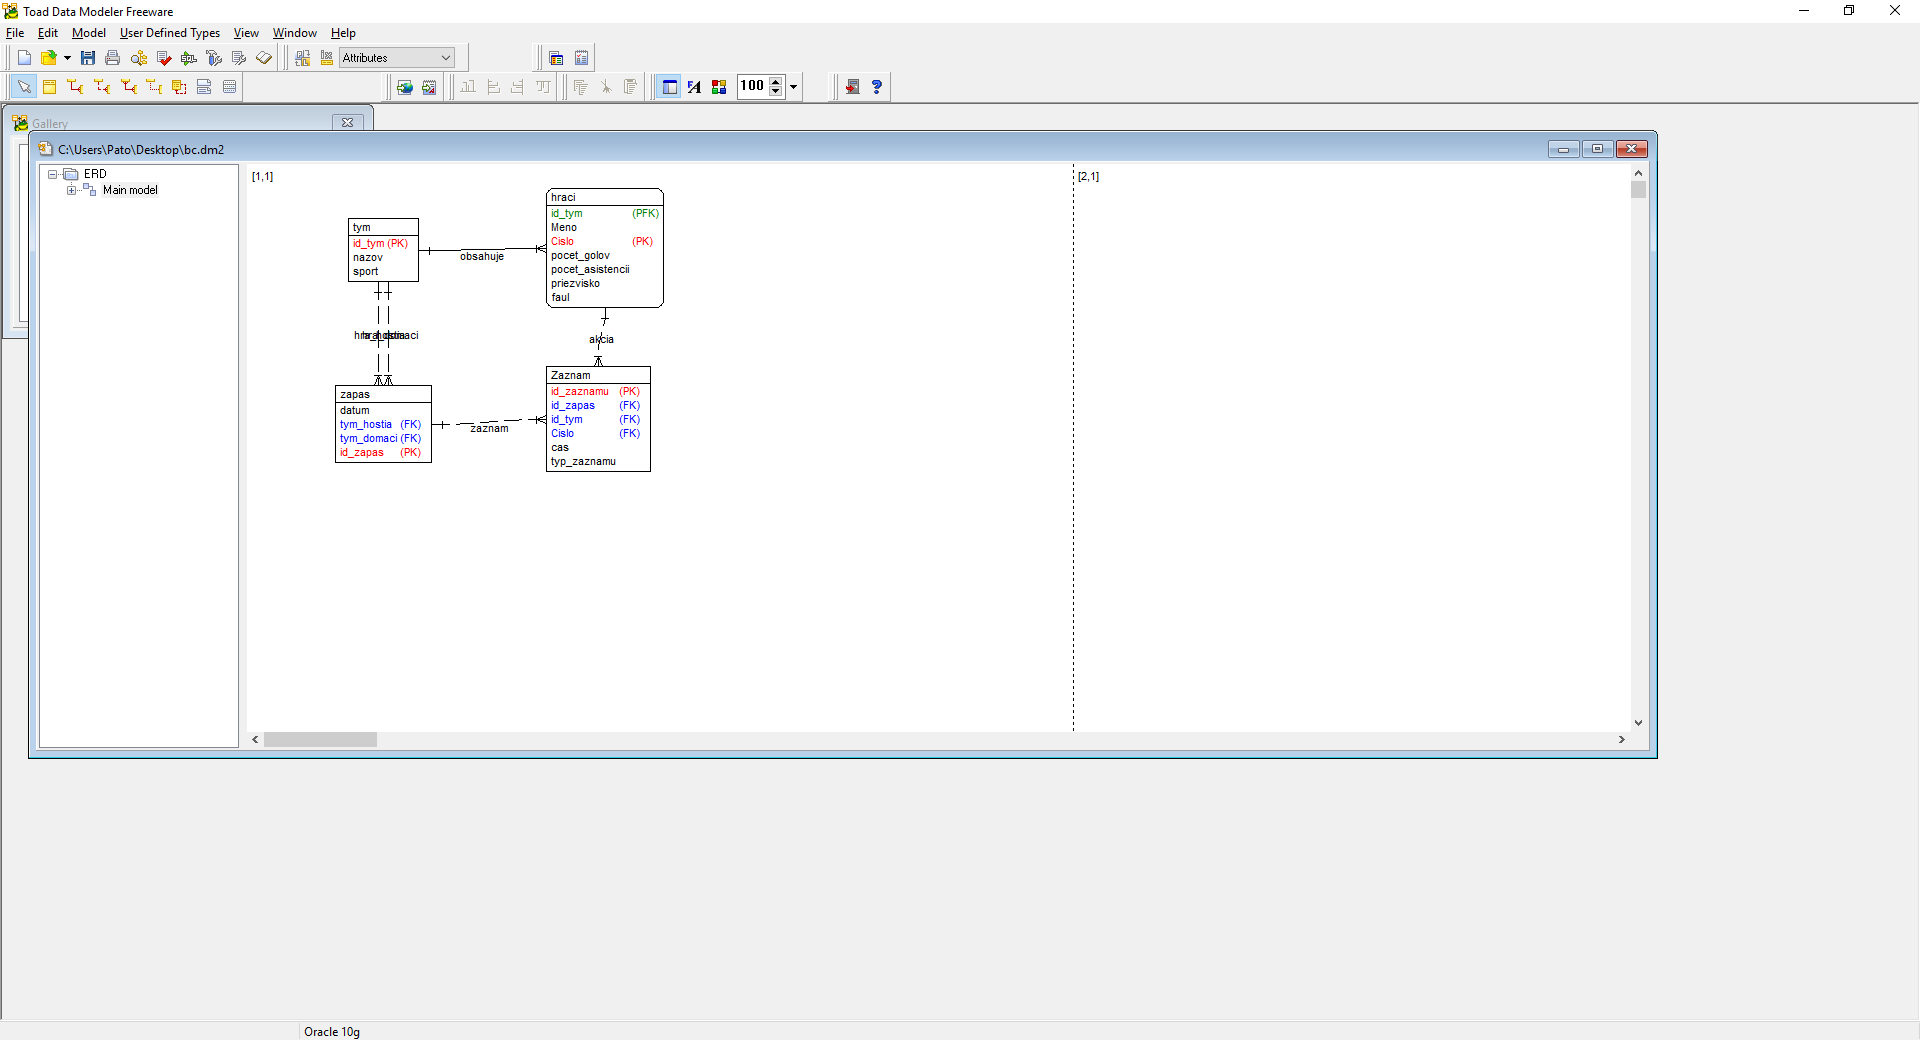 Toad Data Modeler Freeware
File Edit Model User Defined Types View Window Help
SQL Attributes
A 100 ?
Gallery
C:\Users\Pato\Desktop\bc.dm2
ERD
Main model
[1,1]
[2,1]
hraci
id_tym (PFK)
Meno
Cislo (PK)
pocet_golov
pocet_asistencii
priezvisko
faul
tym
id_tym (PK)
nazov
sport
obsahuje
akcia
zapas
datum
tym_hostia (FK)
tym_domaci (FK)
id_zapas (PK)
zaznam
Zaznam
id_zaznamu (PK)
id_zapas (FK)
id_tym (FK)
Cislo (FK)
cas
typ_zaznamu
Oracle 10g